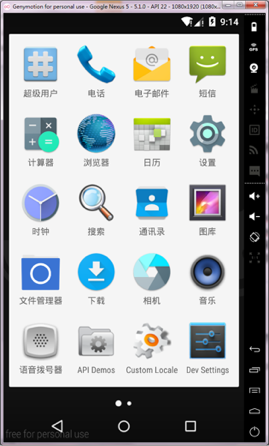 Genymotion for personal use - Google Nexus 5 - 5.1.0 - API 22 - 1080x1920 (1080x...
9:14
超级用户 电话 电子邮件 短信
计算器 浏览器 日历 设置
时钟 搜索 通讯录 图库
文件管理器 下载 相机 音乐
语音拨号器 API Demos Custom Locale Dev Settings
free for personal use